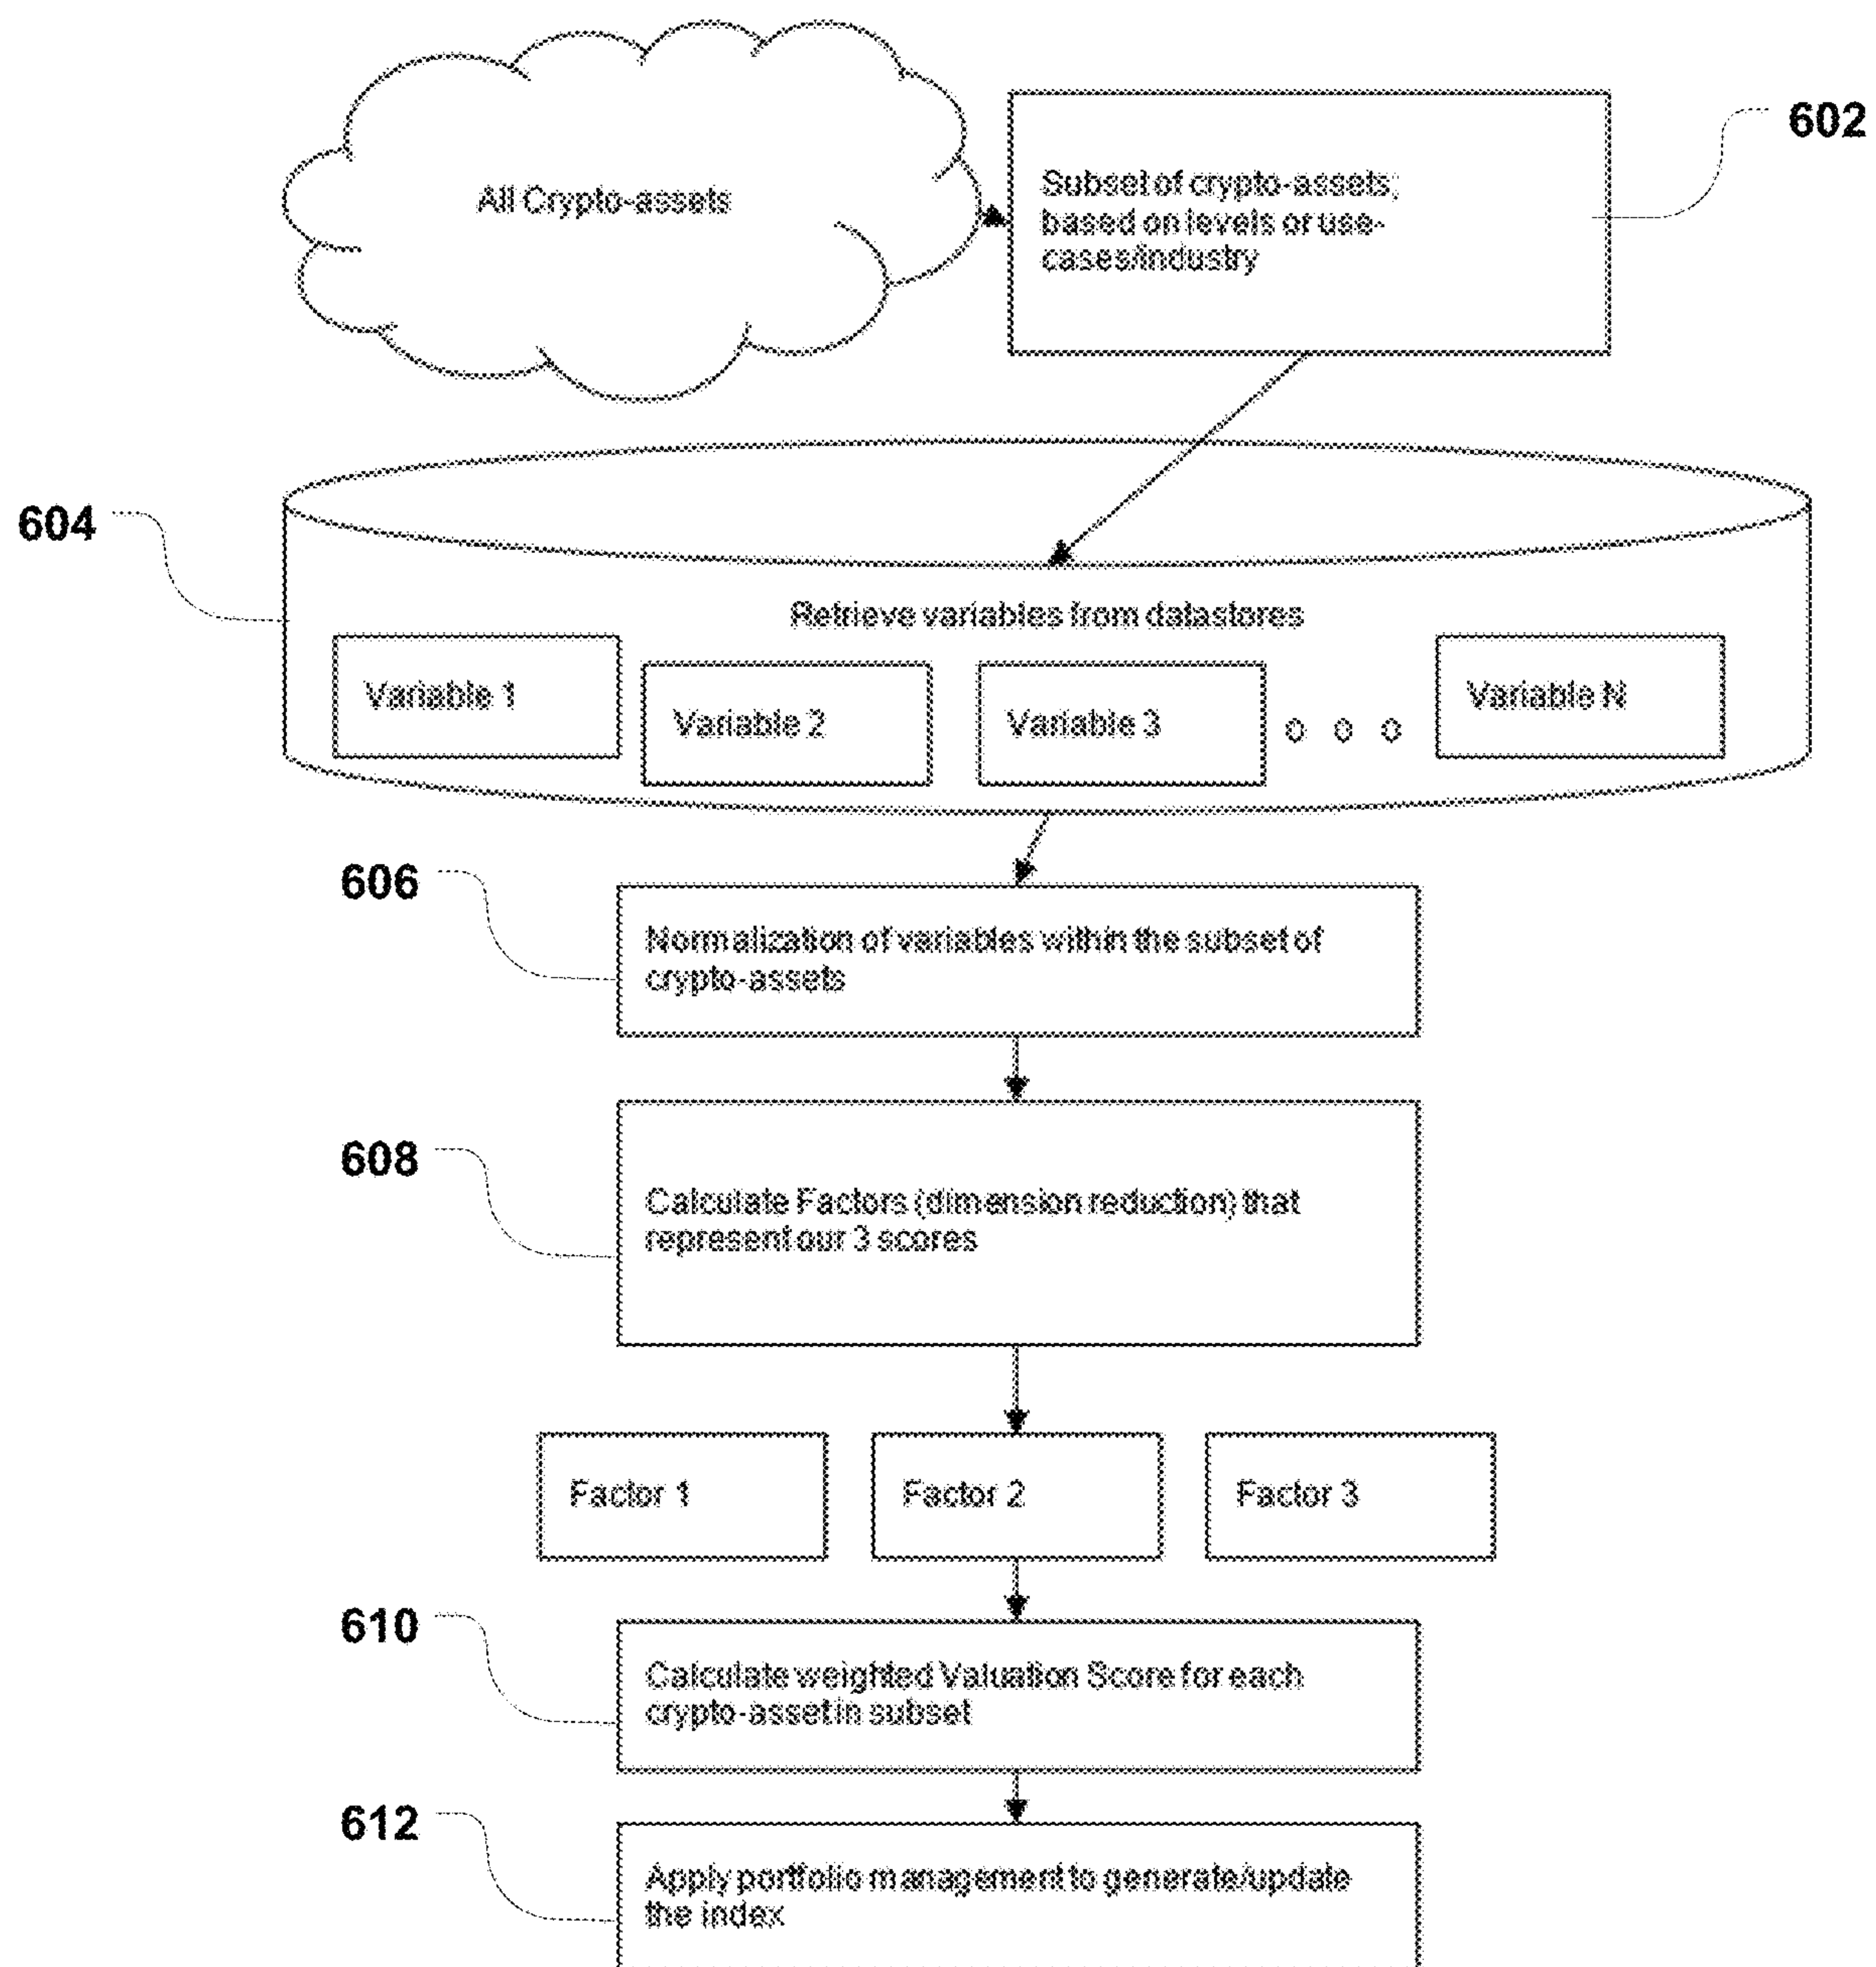 602
All Crypto-assets
Subset of crypto-assets;
based on levels or use-
cases/industry
604
Retrieve variables from datastores
Variable 1
Variable 2
Variable 3
o o o
Variable N
606
Normalization of variables within the subset of
crypto-assets
608
Calculate Factors (dimension reduction) that
represent our 3 scores
Factor 1
Factor 2
Factor 3
610
Calculate weighted Valuation Score for each
crypto-asset in subset
612
Apply portfolio management to generate/update
the index